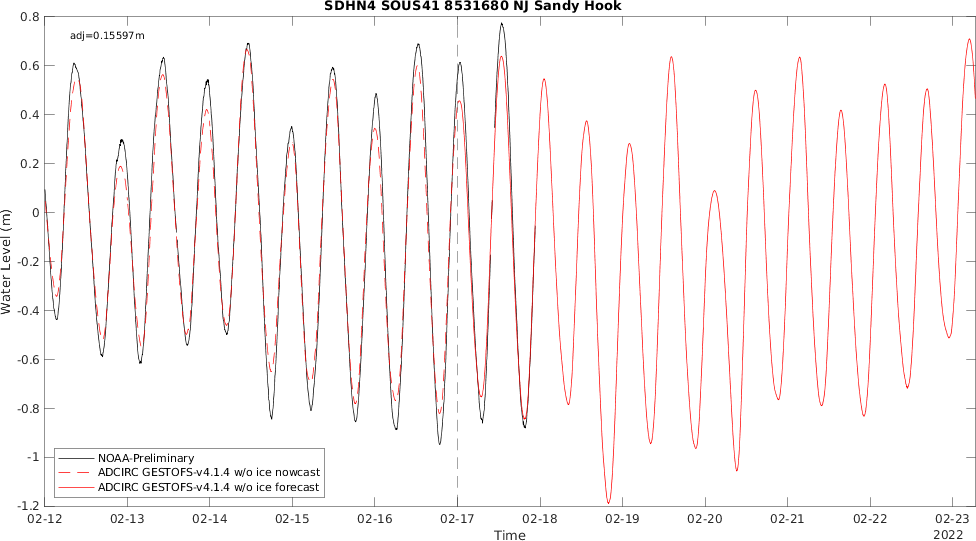 SDHN4 SOUS41 8531680 NJ Sandy Hook
adj=0.15597m
0.8
0.6
0.4
0.2
0
-0.2
-0.4
-0.6
-0.8
-1
-1.2
Water Level (m)
NOAA-Preliminary
ADCIRC GESTOFS-v4.1.4 w/o ice nowcast
ADCIRC GESTOFS-v4.1.4 w/o ice forecast
02-12 02-13 02-14 02-15 02-16 02-17 02-18 02-19 02-20 02-21 02-22 02-23
Time
2022